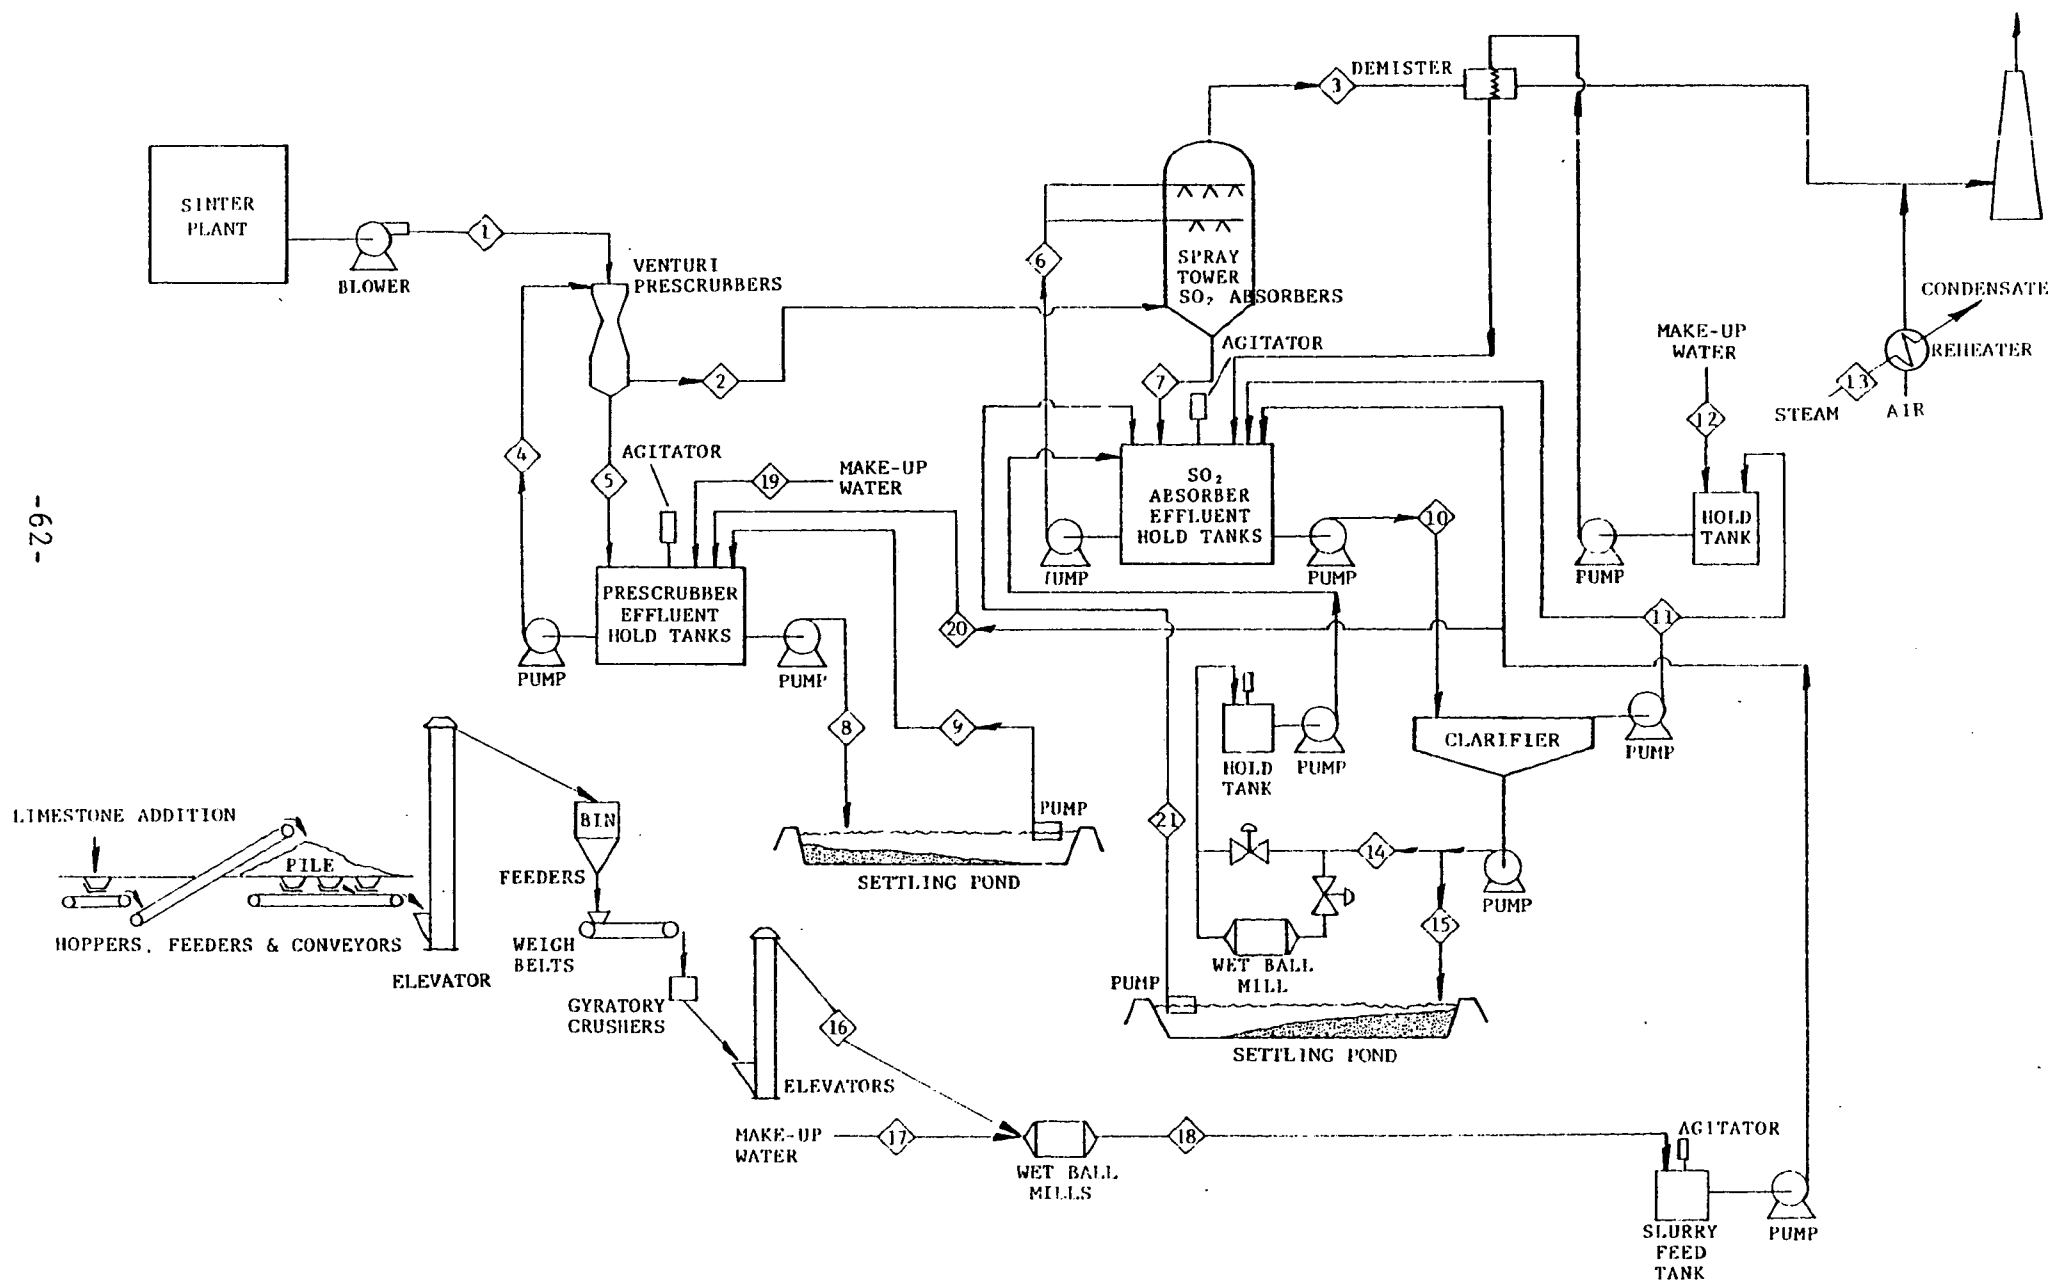 3
DEMISTER
SINTER
PLANT
1
BLOWER
VENTURI
PRESCRUBBERS
6
SPRAY
TOWER
SO₂ ABSORBERS
CONDENSATE
MAKE-UP
WATER
REHEATER
13
STEAM
AIR
12
2
7
AGITATOR
4
5
AGITATOR
19
MAKE-UP
WATER
SO₂
ABSORBER
EFFLUENT
HOLD TANKS
10
HOLD
TANK
PUMP
PUMP
PUMP
-62-
PRESCRUBBER
EFFLUENT
HOLD TANKS
PUMP
PUMP
20
11
8
9
HOLD
TANK
PUMP
CLARIFIER
PUMP
LIMESTONE ADDITION
PILE
BIN
PUMP
SETTLING POND
21
14
PUMP
FEEDERS
HOPPERS, FEEDERS & CONVEYORS
ELEVATOR
WEIGH
BELTS
GYRATORY
CRUSHERS
15
WET BALL
MILL
PUMP
SETTLING POND
16
ELEVATORS
MAKE-UP
WATER
17
18
WET BALL
MILLS
AGITATOR
SLURRY
FEED
TANK
PUMP